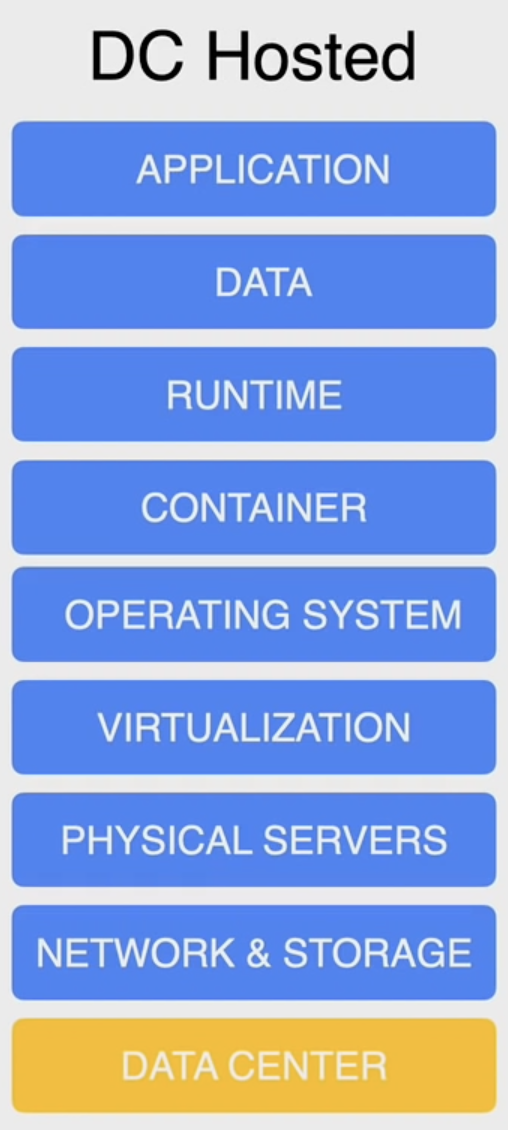 DC Hosted
APPLICATION
DATA
RUNTIME
CONTAINER
OPERATING SYSTEM
VIRTUALIZATION
PHYSICAL SERVERS
NETWORK & STORAGE
DATA CENTER